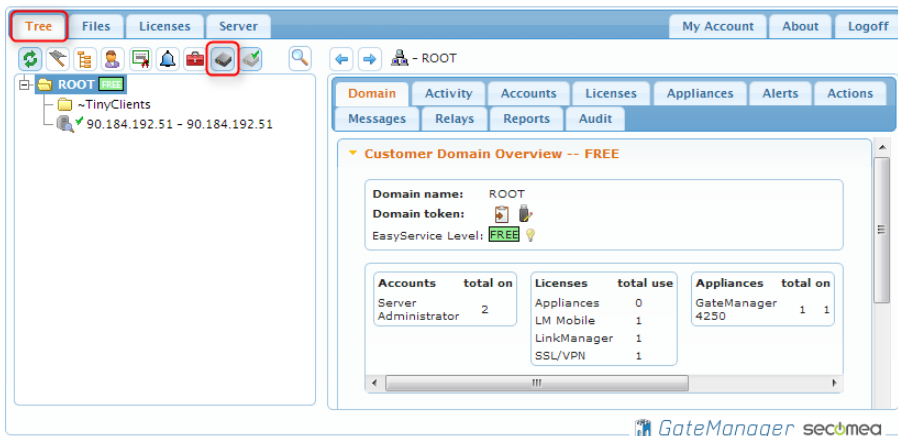 Tree Files Licenses Server My Account About Logoff
- ROOT
ROOT FREE
~TinyClients
90.184.192.51 - 90.184.192.51
Domain Activity Accounts Licenses Appliances Alerts Actions
Messages Relays Reports Audit
Customer Domain Overview -- FREE
Domain name: ROOT
Domain token:
EasyService Level: FREE
Accounts total on
Server Administrator 2
Licenses total use
Appliances 0
LM Mobile 1
LinkManager 1
SSL/VPN 1
Appliances total on
GateManager 4250 1 1
GateManager secomea